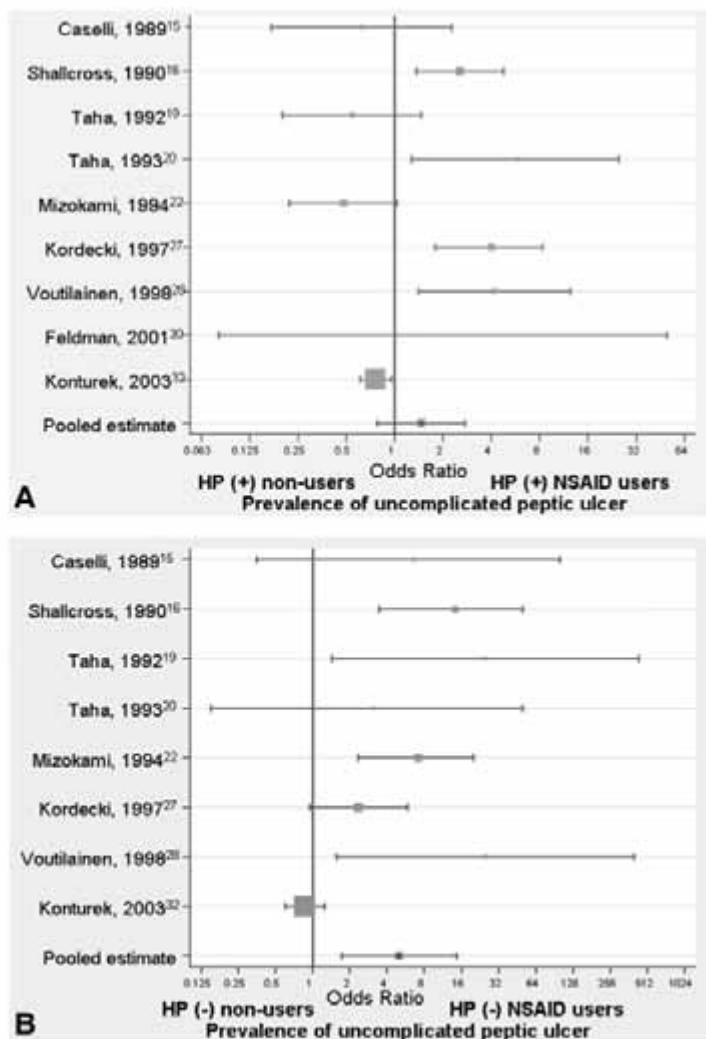 Caselli, 1989¹⁵
Shallcross, 1990¹⁶
Taha, 1992¹⁹
Taha, 1993²⁰
Mizokami, 1994²²
Kordecki, 1997²⁷
Voutilainen, 1998²⁸
Feldman, 2001³⁰
Konturek, 2003
Pooled estimate
0.063 0.125 0.25 0.5 1 2 4 8 16 32 64
Odds Ratio
HP (+) non-users HP (+) NSAID users
A Prevalence of uncomplicated peptic ulcer
Caselli, 1989¹⁵
Shallcross, 1990¹⁶
Taha, 1992¹⁹
Taha, 1993²⁰
Mizokami, 1994²²
Kordecki, 1997²⁷
Voutilainen, 1998²⁸
Konturek, 2003³²
Pooled estimate
0.125 0.25 0.5 1 2 4 8 16 32 64 128 256 512 1024
Odds Ratio
HP (-) non-users HP (-) NSAID users
B Prevalence of uncomplicated peptic ulcer